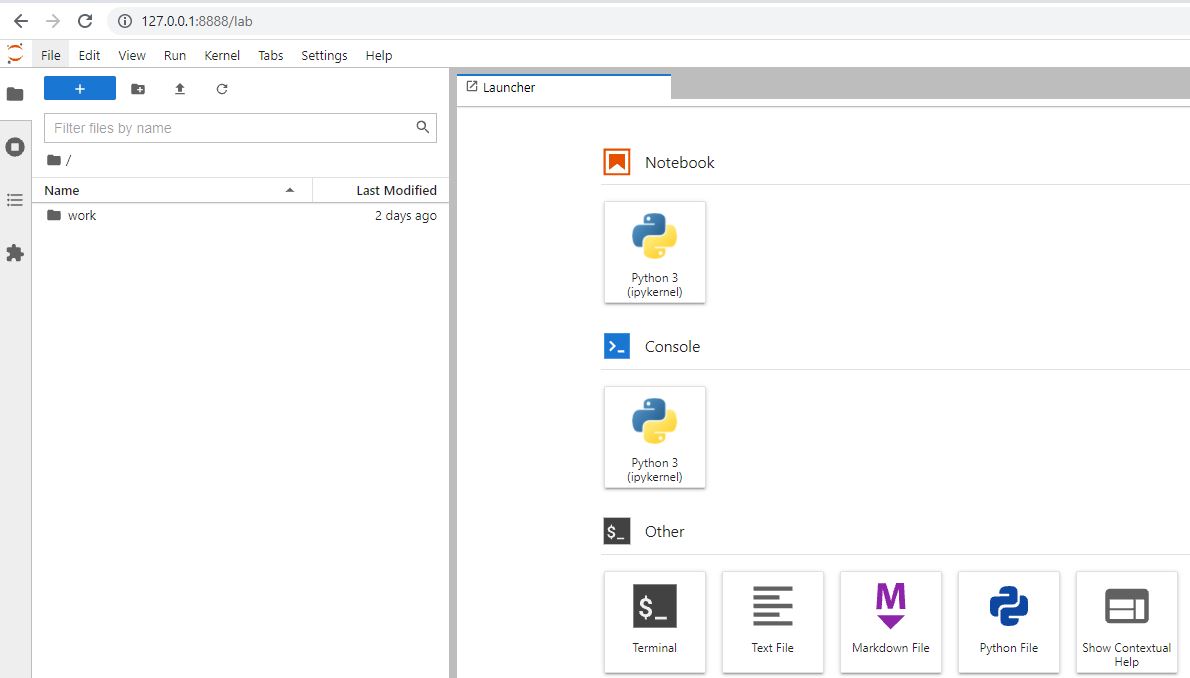 127.0.0.1:8888/lab
File Edit View Run Kernel Tabs Settings Help
+
Launcher
Filter files by name
/
Name Last Modified
work 2 days ago
Notebook
Python 3
(ipykernel)
Console
Python 3
(ipykernel)
$_ Other
$_
Terminal
Text File
M
Markdown File
Python File
Show Contextual
Help